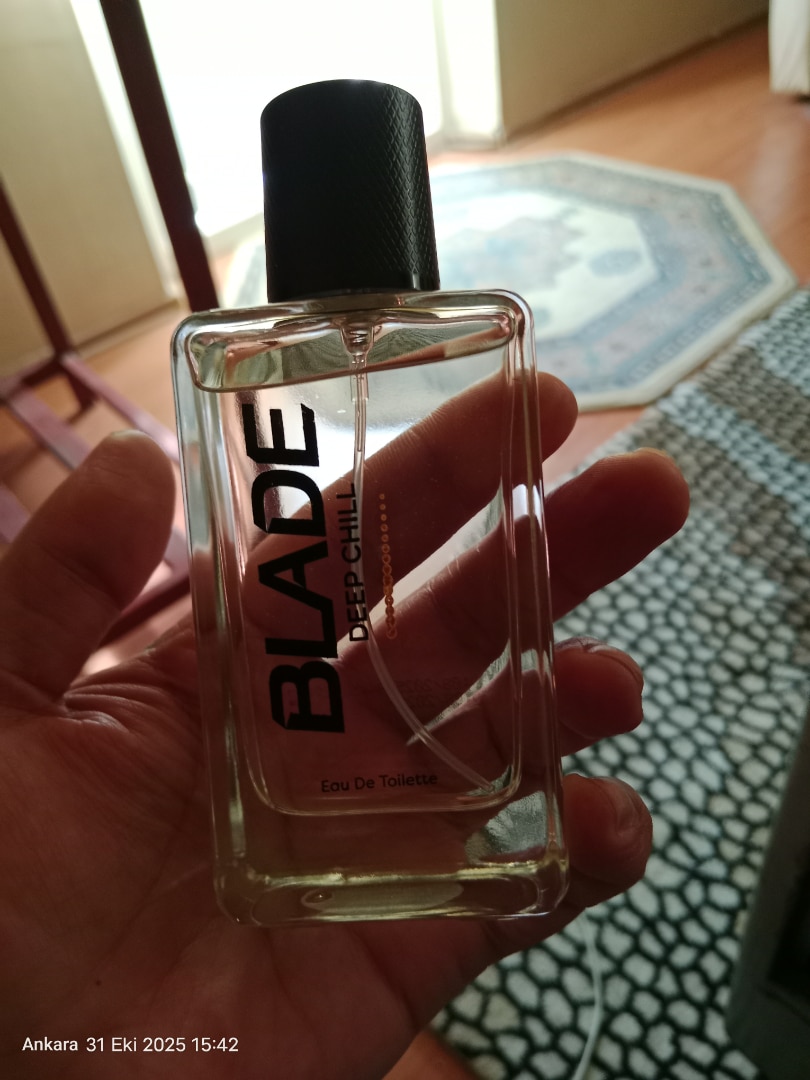 BLADE
DEEP CHILL
Eau De Toilette
Ankara 31 Eki 2025 15:42